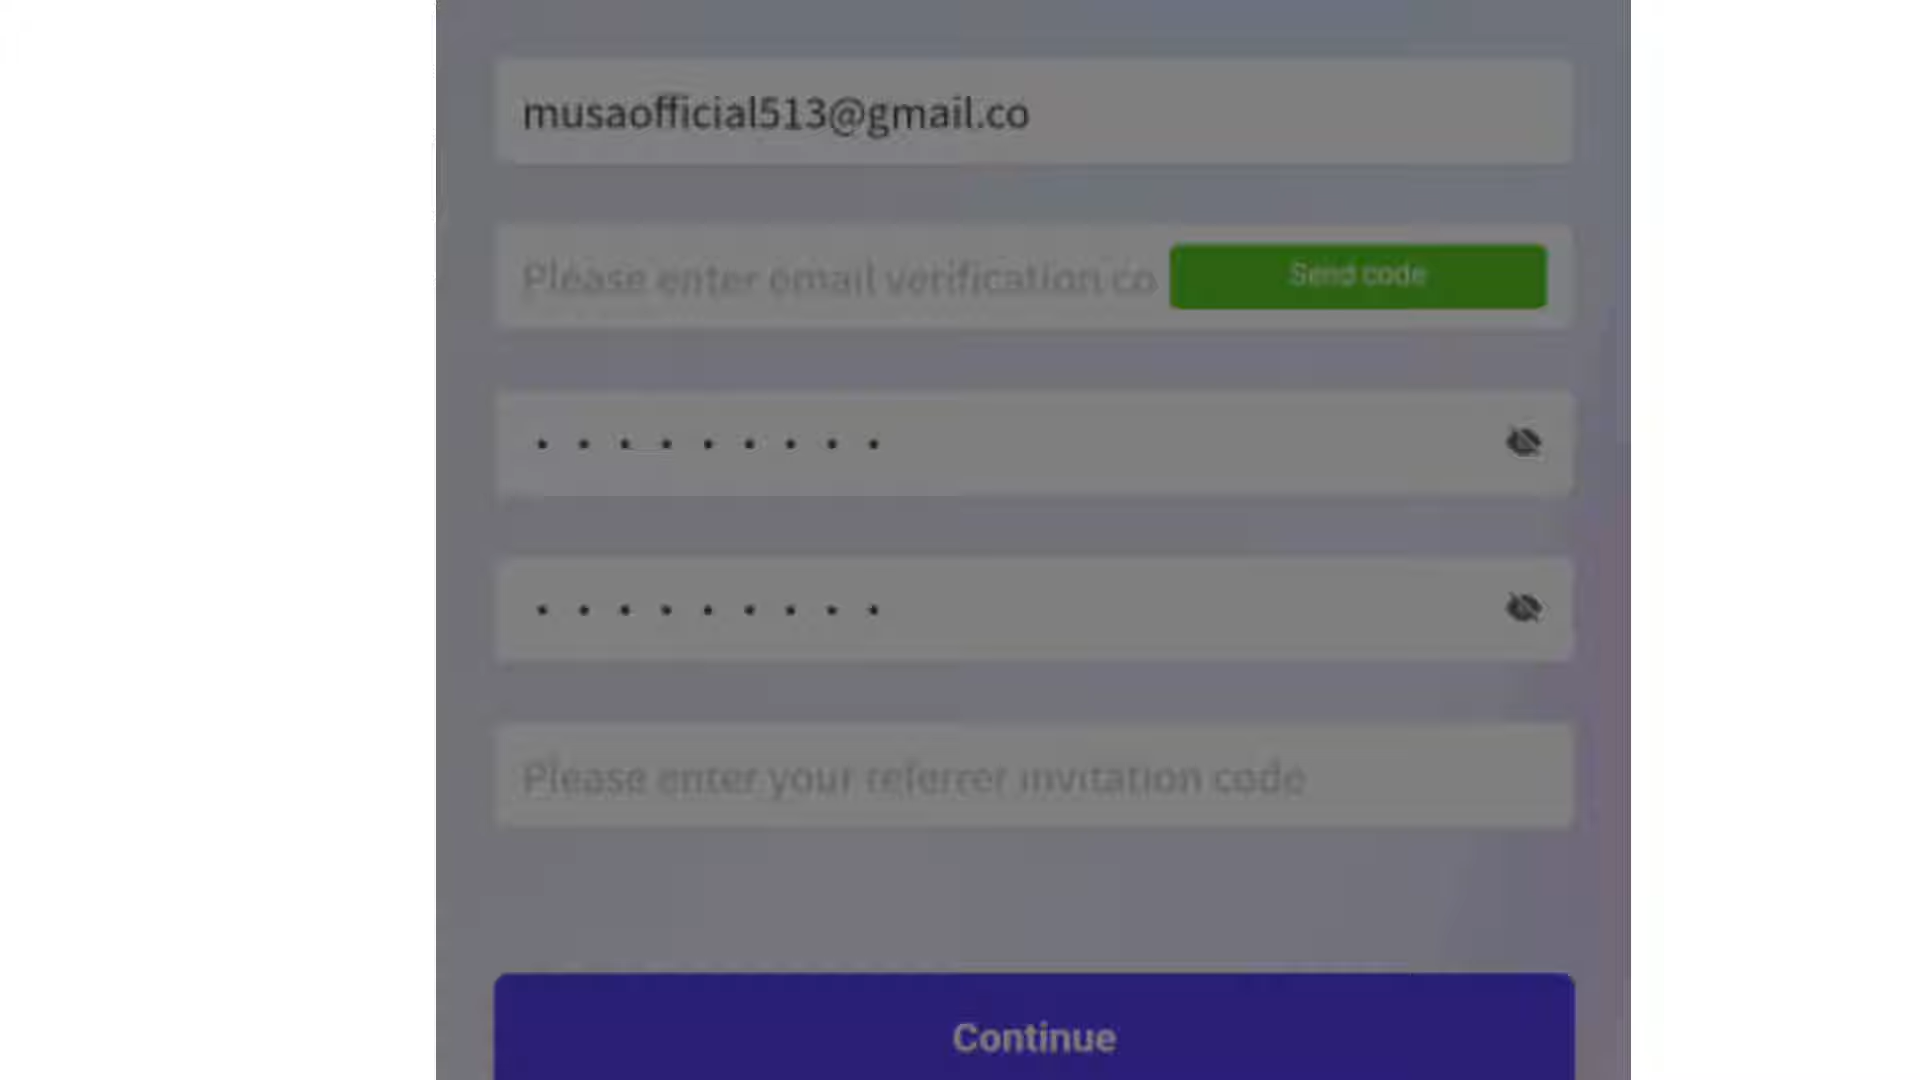 musaofficial513@gmail.co
Please enter email verification co
Send code
• • • • • • • • •
• • • • • • • • •
Please enter your referrer invitation code
Continue